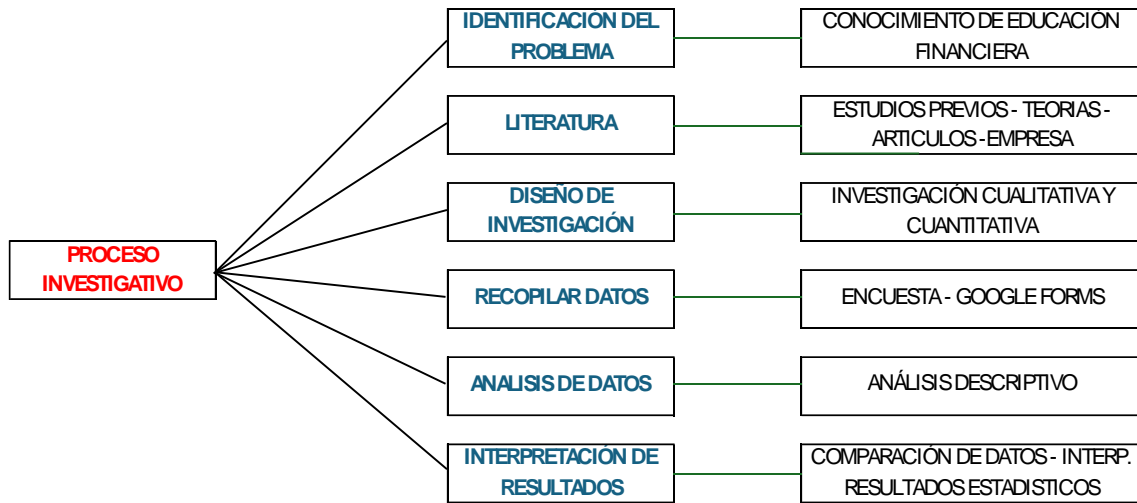 PROCESO
INVESTIGATIVO
IDENTIFICACIÓN DEL
PROBLEMA
CONOCIMIENTO DE EDUCACIÓN
FINANCIERA
LITERATURA
ESTUDIOS PREVIOS - TEORIAS -
ARTICULOS - EMPRESA
DISEÑO DE
INVESTIGACIÓN
INVESTIGACIÓN CUALITATIVA Y
CUANTITATIVA
RECOPILAR DATOS
ENCUESTA - GOOGLE FORMS
ANALISIS DE DATOS
ANÁLISIS DESCRIPTIVO
INTERPRETACIÓN DE
RESULTADOS
COMPARACIÓN DE DATOS - INTERP.
RESULTADOS ESTADISTICOS